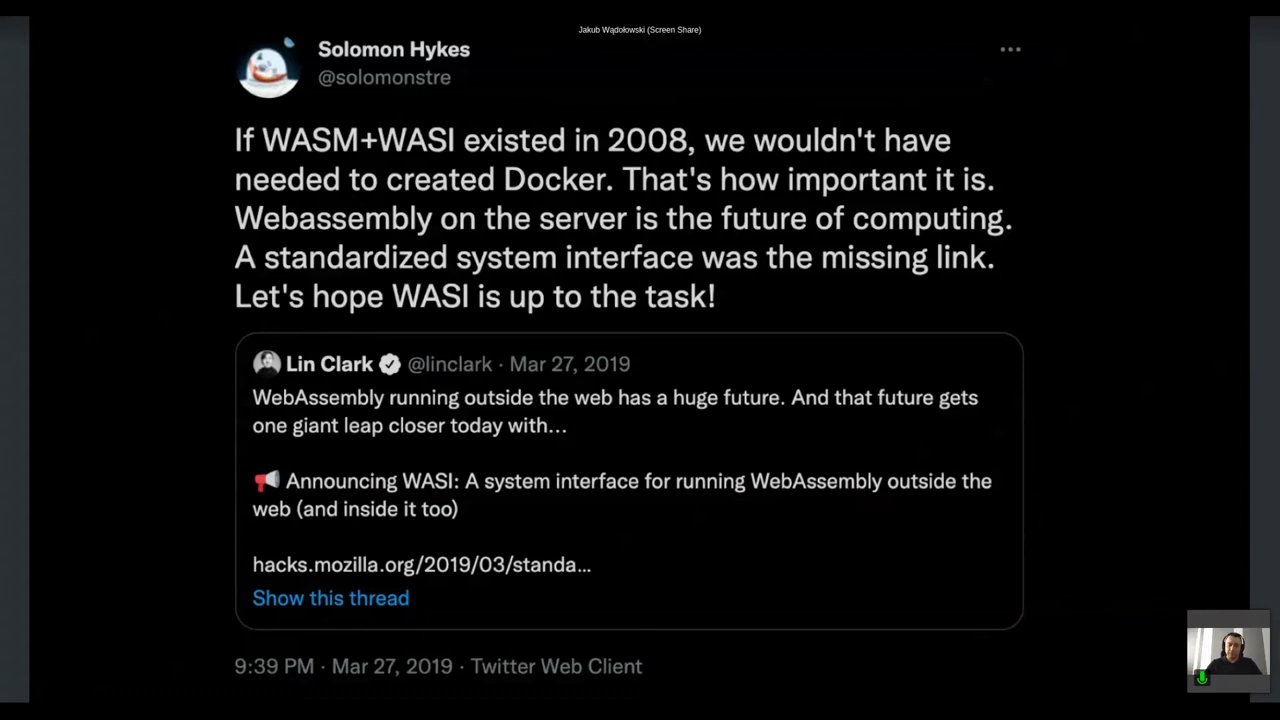 Jakub Wądołowski (Screen Share)
Solomon Hykes
@solomonstre
If WASM+WASI existed in 2008, we wouldn't have
needed to created Docker. That's how important it is.
Webassembly on the server is the future of computing.
A standardized system interface was the missing link.
Let's hope WASI is up to the task!
Lin Clark @linclark · Mar 27, 2019
WebAssembly running outside the web has a huge future. And that future gets
one giant leap closer today with…
Announcing WASI: A system interface for running WebAssembly outside the
web (and inside it too)
hacks.mozilla.org/2019/03/standa…
Show this thread
9:39 PM · Mar 27, 2019 · Twitter Web Client